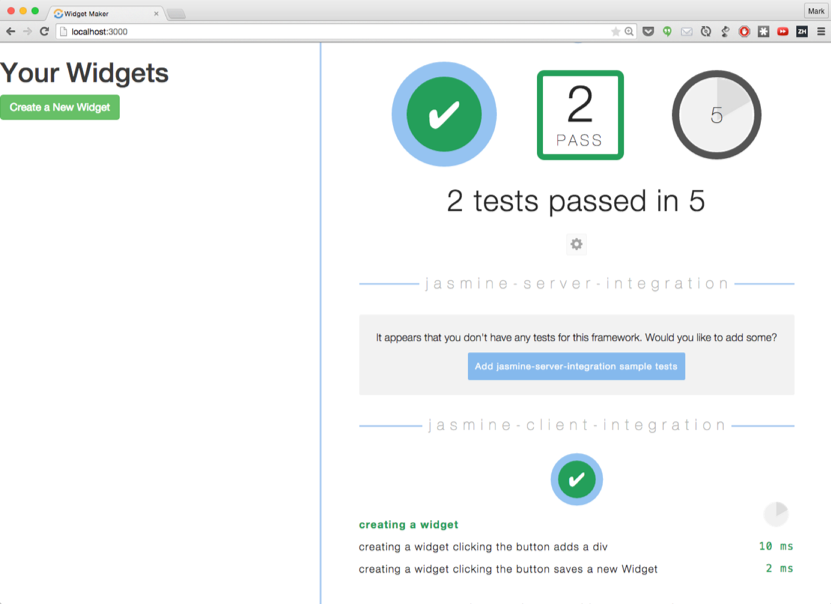 Widget Maker
Mark
localhost:3000
ZH
Your Widgets
Create a New Widget
2
PASS
5
2 tests passed in 5
jasmine-server-integration
It appears that you don't have any tests for this framework. Would you like to add some?
Add jasmine-server-integration sample tests
jasmine-client-integration
creating a widget
creating a widget clicking the button adds a div
10 ms
creating a widget clicking the button saves a new Widget
2 ms